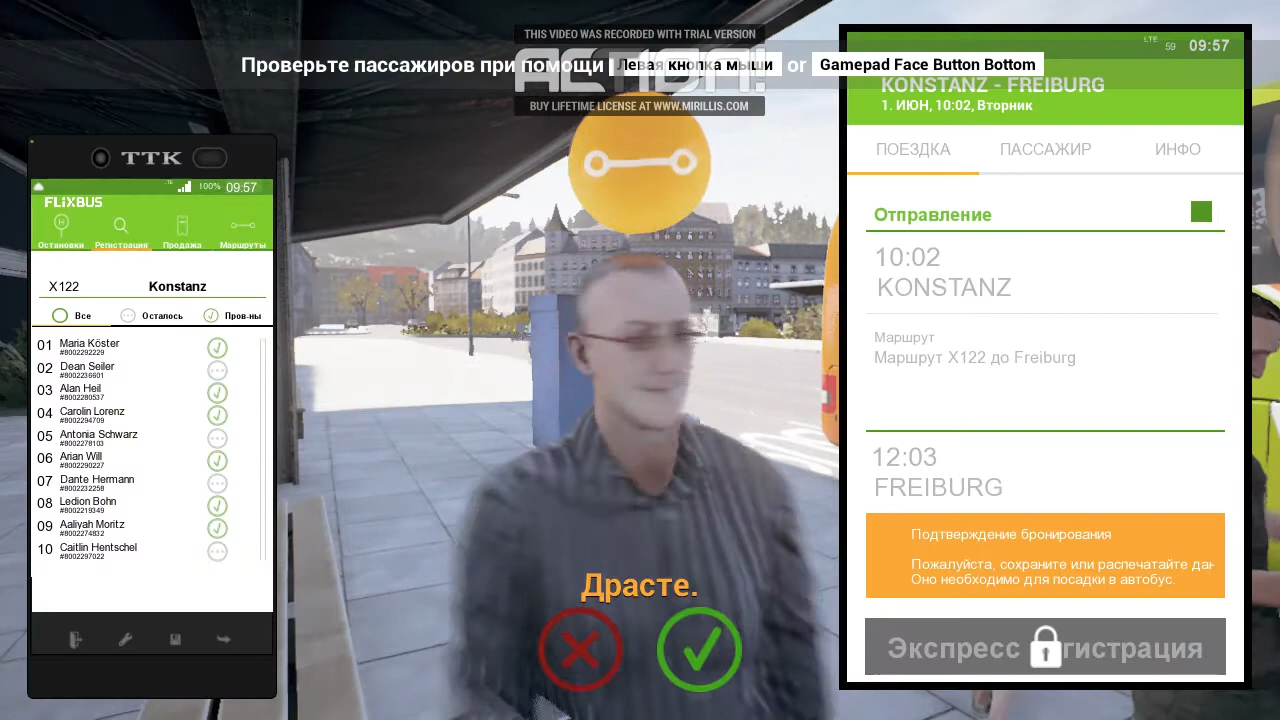 THIS VIDEO WAS RECORDED WITH TRIAL VERSION
ACTION!
BUY LIFETIME LICENSE AT WWW.MIRILLIS.COM
Проверьте пассажиров при помощи Левая кнопка мыши or Gamepad Face Button Bottom
TTK
100% 09:57
FLiXBUS
Остановки Регистрация Продажа Маршруты
X122 Konstanz
Все Осталось Пров-ны
01 Maria Köster
#8002292229
02 Dean Seiler
#8002236601
03 Alan Heil
#8002280537
04 Carolin Lorenz
#8002294709
05 Antonia Schwarz
#8002278103
06 Arian Will
#8002290227
07 Dante Hermann
#8002232258
08 Ledion Bohn
#8002219349
09 Aaliyah Moritz
#8002274832
10 Caitlin Hentschel
#8002297022
Драсте.
LTE 59 09:57
KONSTANZ - FREIBURG
1. ИЮН, 10:02, Вторник
ПОЕЗДКА ПАССАЖИР ИНФО
Отправление
10:02
KONSTANZ
Маршрут
Маршрут X122 до Freiburg
12:03
FREIBURG
Подтверждение бронирования
Пожалуйста, сохраните или распечатайте дан
Оно необходимо для посадки в автобус.
Экспресс гистрация